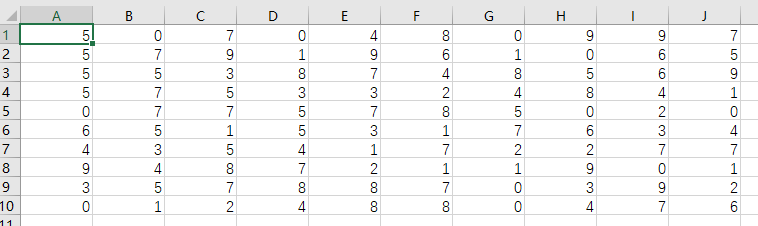 A B C D E F G H I J
1 5 0 7 0 4 8 0 9 9 7
2 5 7 9 1 9 6 1 0 6 5
3 5 5 3 8 7 4 8 5 6 9
4 5 7 5 3 3 2 4 8 4 1
5 0 7 7 5 7 8 5 0 2 0
6 6 5 1 5 3 1 7 6 3 4
7 4 3 5 4 1 7 2 2 7 7
8 9 4 8 7 2 1 1 9 0 1
9 3 5 7 8 8 7 0 3 9 2
10 0 1 2 4 8 8 0 4 7 6
11